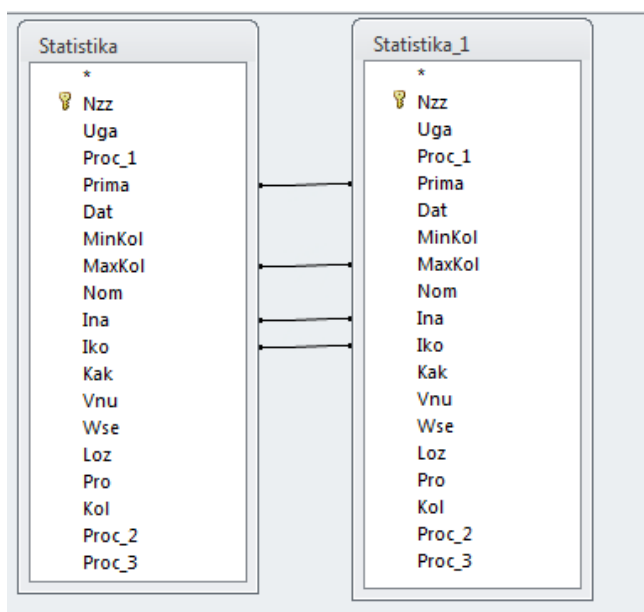 Statistika
*
Nzz
Uga
Proc_1
Prima
Dat
MinKol
MaxKol
Nom
Ina
Iko
Kak
Vnu
Wse
Loz
Pro
Kol
Proc_2
Proc_3
Statistika_1
*
Nzz
Uga
Proc_1
Prima
Dat
MinKol
MaxKol
Nom
Ina
Iko
Kak
Vnu
Wse
Loz
Pro
Kol
Proc_2
Proc_3